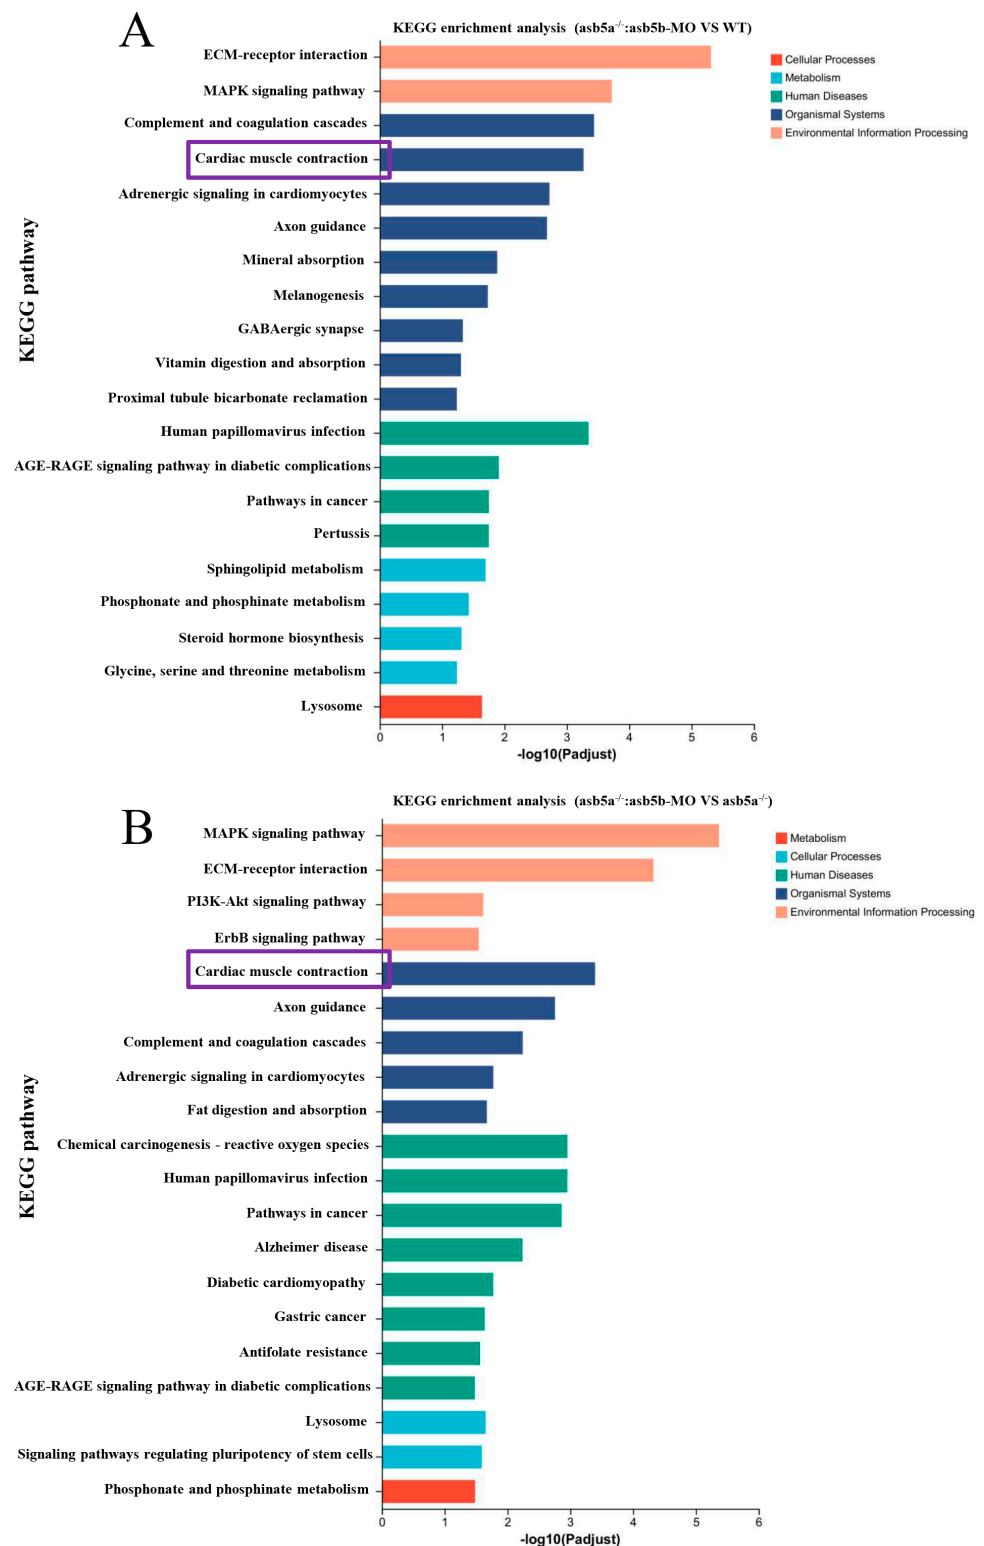 A
KEGG enrichment analysis (asb5a-/-:asb5b-MO VS WT)
ECM-receptor interaction
MAPK signaling pathway
Complement and coagulation cascades
Cardiac muscle contraction
Adrenergic signaling in cardiomyocytes
Axon guidance
Mineral absorption
Melanogenesis
GABAergic synapse
Vitamin digestion and absorption
Proximal tubule bicarbonate reclamation
Human papillomavirus infection
AGE-RAGE signaling pathway in diabetic complications
Pathways in cancer
Pertussis
Sphingolipid metabolism
Phosphonate and phosphinate metabolism
Steroid hormone biosynthesis
Glycine, serine and threonine metabolism
Lysosome
KEGG pathway
0 1 2 3 4 5 6
-log10(Padjust)
Cellular Processes
Metabolism
Human Diseases
Organismal Systems
Environmental Information Processing
B
KEGG enrichment analysis (asb5a-/-:asb5b-MO VS asb5a-/-)
MAPK signaling pathway
ECM-receptor interaction
PI3K-Akt signaling pathway
ErbB signaling pathway
Cardiac muscle contraction
Axon guidance
Complement and coagulation cascades
Adrenergic signaling in cardiomyocytes
Fat digestion and absorption
Chemical carcinogenesis - reactive oxygen species
Human papillomavirus infection
Pathways in cancer
Alzheimer disease
Diabetic cardiomyopathy
Gastric cancer
Antifolate resistance
AGE-RAGE signaling pathway in diabetic complications
Lysosome
Signaling pathways regulating pluripotency of stem cells
Phosphonate and phosphinate metabolism
KEGG pathway
0 1 2 3 4 5 6
-log10(Padjust)
Metabolism
Cellular Processes
Human Diseases
Organismal Systems
Environmental Information Processing